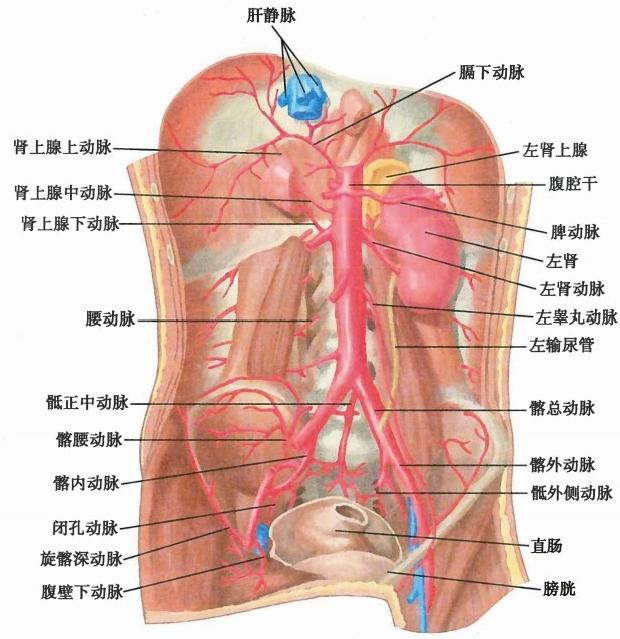 肝静脉
膈下动脉
肾上腺上动脉
左肾上腺
肾上腺中动脉
腹腔干
肾上腺下动脉
脾动脉
左肾
左肾动脉
腰动脉
左睾丸动脉
左输尿管
骶正中动脉
髂总动脉
髂腰动脉
髂内动脉
髂外动脉
骶外侧动脉
闭孔动脉
直肠
旋髂深动脉
腹壁下动脉
膀胱